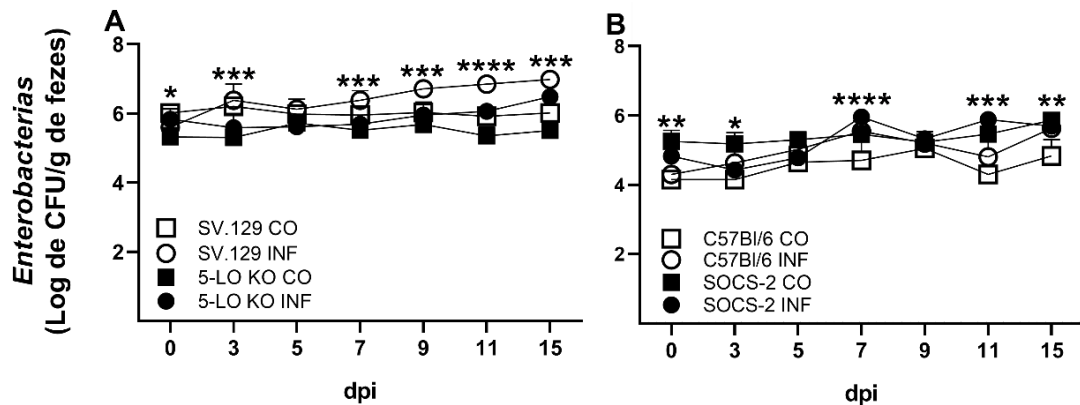 A
Enterobacterias
(Log de CFU/g de fezes)
8
6
4
2
* *** *** *** **** ***
SV.129 CO
SV.129 INF
5-LO KO CO
5-LO KO INF
0 3 5 7 9 11 15
dpi
B
8
6
4
2
** * **** *** **
C57Bl/6 CO
C57Bl/6 INF
SOCS-2 CO
SOCS-2 INF
0 3 5 7 9 11 15
dpi